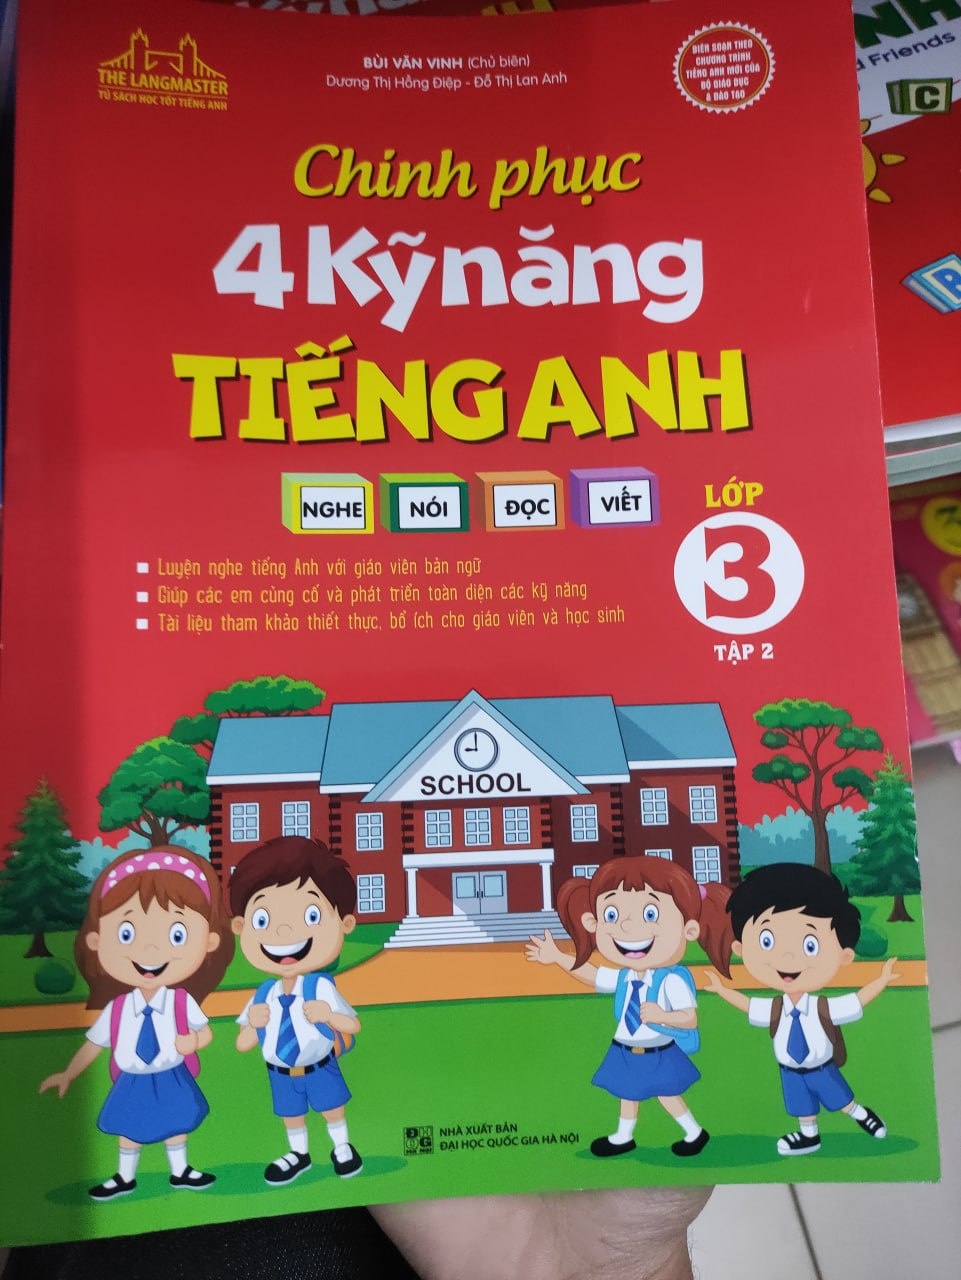 THE LANGMASTER
TỦ SÁCH HỌC TỐT TIẾNG ANH
BÙI VĂN VINH (Chủ biên)
Dương Thị Hồng Điệp - Đỗ Thị Lan Anh
BIÊN SOẠN THEO
CHƯƠNG TRÌNH
TIẾNG ANH MỚI CỦA
BỘ GIÁO DỤC
& ĐÀO TẠO
Friends
C
B
Chinh phục
4 Kỹ năng
TIẾNG ANH
NGHE NÓI ĐỌC VIẾT
LỚP
3
TẬP 2
Luyện nghe tiếng Anh với giáo viên bản ngữ
Giúp các em củng cố và phát triển toàn diện các kỹ năng
Tài liệu tham khảo thiết thực, bổ ích cho giáo viên và học sinh
SCHOOL
NHÀ XUẤT BẢN
ĐẠI HỌC QUỐC GIA HÀ NỘI